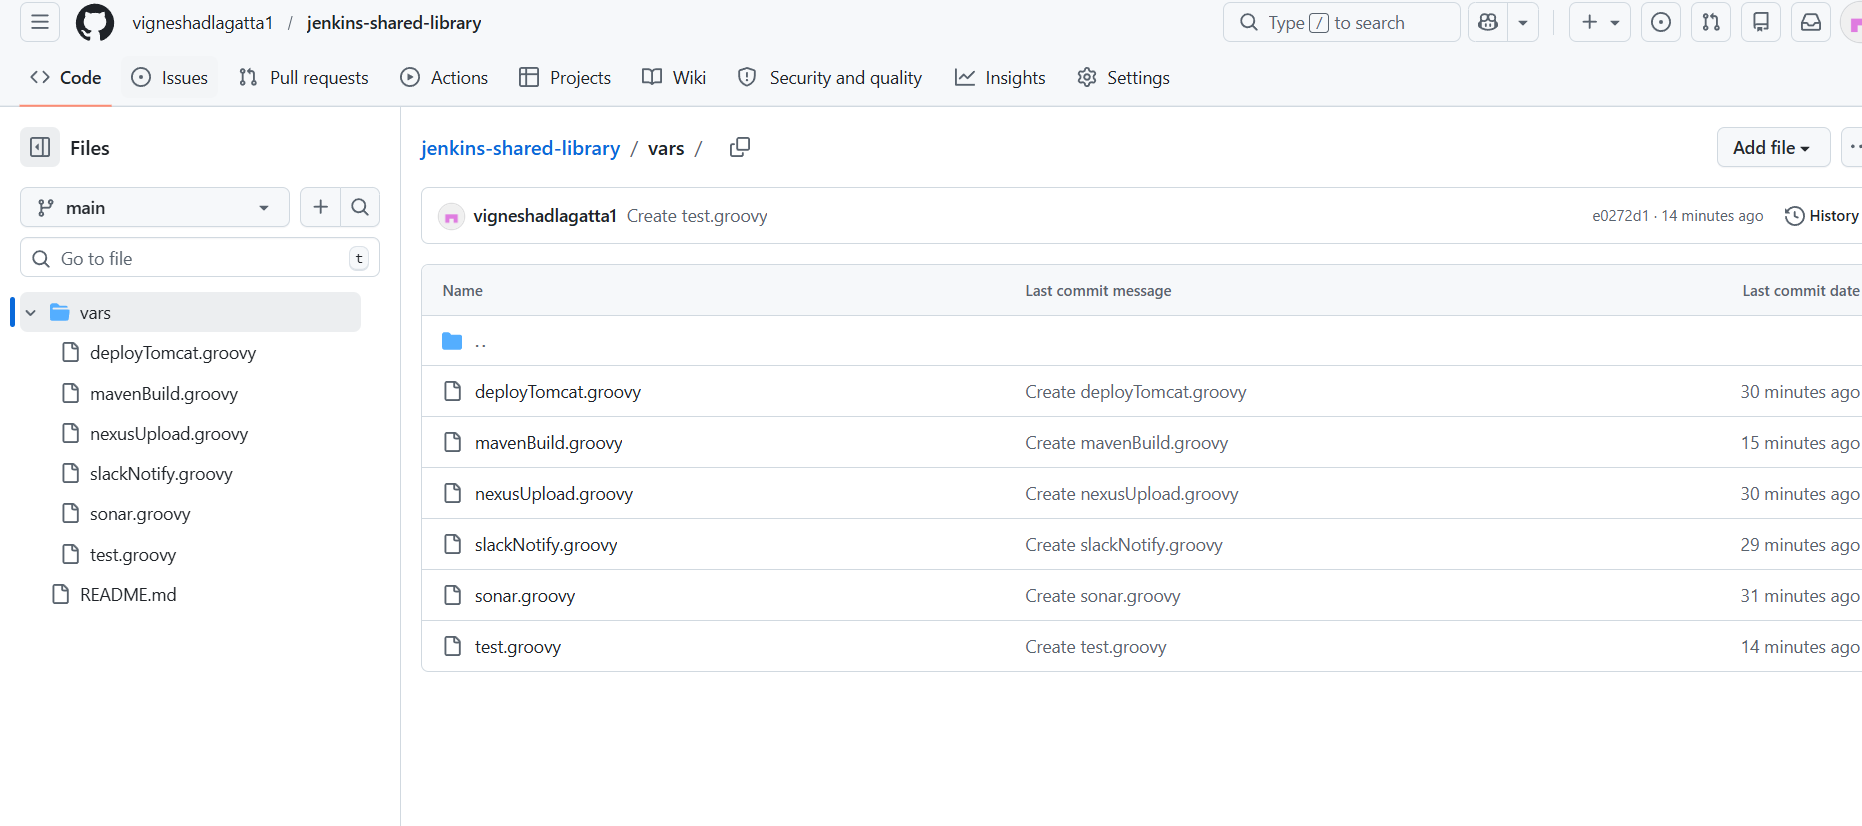 vigneshadlagatta1 / jenkins-shared-library
Type / to search
Code Issues Pull requests Actions Projects Wiki Security and quality Insights Settings
Files
main
Go to file t
vars
deployTomcat.groovy
mavenBuild.groovy
nexusUpload.groovy
slackNotify.groovy
sonar.groovy
test.groovy
README.md
jenkins-shared-library / vars /
Add file
vigneshadlagatta1 Create test.groovy e0272d1 · 14 minutes ago History
Name Last commit message Last commit date
..
deployTomcat.groovy Create deployTomcat.groovy 30 minutes ago
mavenBuild.groovy Create mavenBuild.groovy 15 minutes ago
nexusUpload.groovy Create nexusUpload.groovy 30 minutes ago
slackNotify.groovy Create slackNotify.groovy 29 minutes ago
sonar.groovy Create sonar.groovy 31 minutes ago
test.groovy Create test.groovy 14 minutes ago